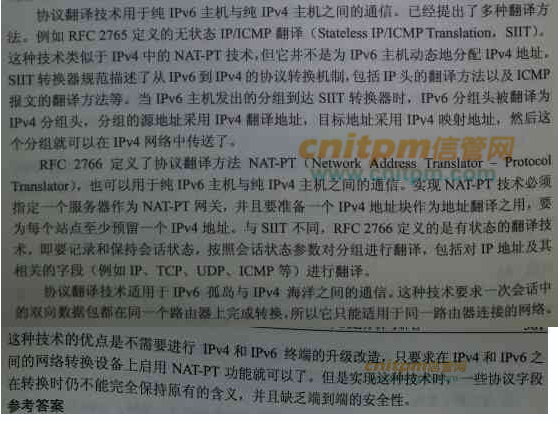 协议翻译技术用于纯 IPv6 主机与纯 IPv4 主机之间的通信。已经提出了多种翻译方
法。例如 RFC 2765 定义的无状态 IP/ICMP 翻译（Stateless IP/ICMP Translation，SIIT）。
这种技术类似于 IPv4 中的 NAT-PT 技术，但它并不是为 IPv6 主机动态地分配 IPv4 地址，
SIIT 转换器规范描述了从 IPv6 到 IPv4 的协议转换机制，包括 IP 头的翻译方法以及 ICMP
报文的翻译方法等。当 IPv6 主机发出的分组到达 SIIT 转换器时，IPv6 分组头被翻译为
IPv4 分组头，分组的源地址采用 IPv4 翻译地址，目标地址采用 IPv4 映射地址，然后这
个分组就可以在 IPv4 网络中传送了。
cnitpm信管网
www.cnitpm.com
RFC 2766 定义了协议翻译方法 NAT-PT（Network Address Translator – Protocol
Translator），也可以用于纯 IPv6 主机与纯 IPv4 主机之间的通信。实现 NAT-PT 技术必须
指定一个服务器作为 NAT-PT 网关，并且要准备一个 IPv4 地址块作为地址翻译之用，要
为每个站点至少预留一个 IPv4 地址。与 SIIT 不同，RFC 2766 定义的是有状态的翻译技
术，即要记录和保持会话状态，按照会话状态参数对分组进行翻译，包括对 IP 地址及其
相关的字段（例如 IP、TCP、UDP、ICMP 等）进行翻译。
协议翻译技术适用于 IPv6 孤岛与 IPv4 海洋之间的通信。这种技术要求一次会话中
的双向数据包都在同一个路由器上完成转换，所以它只能适用于同一路由器连接的网络。
这种技术的优点是不需要进行 IPv4 和 IPv6 终端的升级改造，只要求在 IPv4 和 IPv6 之
间的网络转换设备上启用 NAT-PT 功能就可以了。但是实现这种技术时，一些协议字段
在转换时仍不能完全保持原有的含义，并且缺乏端到端的安全性。
参考答案